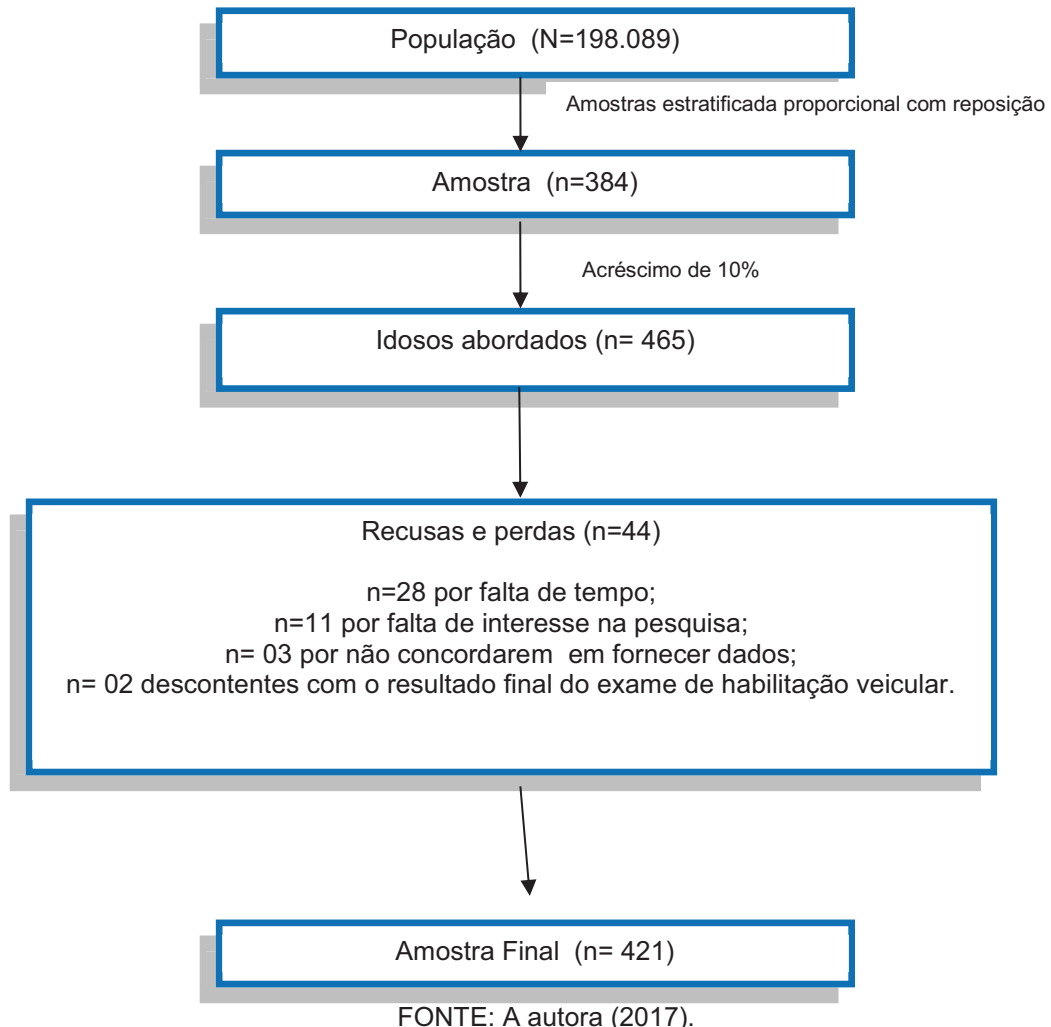 População (N=198.089)
Amostras estratificada proporcional com reposição
Amostra (n=384)
Acréscimo de 10%
Idosos abordados (n= 465)
Recusas e perdas (n=44)
n=28 por falta de tempo;
n=11 por falta de interesse na pesquisa;
n= 03 por não concordarem em fornecer dados;
n= 02 descontentes com o resultado final do exame de habilitação veicular.
Amostra Final (n= 421)
FONTE: A autora (2017).